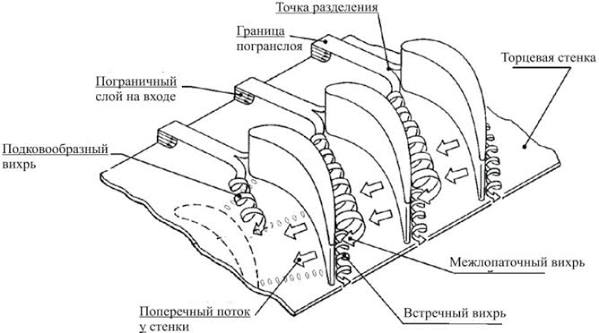 Точка разделения
Граница
погранслоя
Торцевая стенка
Пограничный
слой на входе
Подковообразный
вихрь
Межлопаточный вихрь
Поперечный поток
у стенки
Встречный вихрь